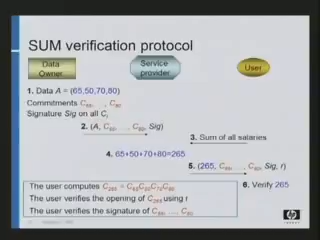 SUM verification protocol
Data Owner
Service provider
User
1. Data A = (65,50,70,80)
Commitments C₆₅, ..., C₈₀
Signature Sig on all Cᵢ
2. (A, C₆₅, ... C₈₀, Sig)
3. Sum of all salaries
4. 65+50+70+80=265
5. (265, C₆₅, ..., C₈₀, Sig, r)
The user computes C₂₆₅ = C₆₅C₅₀C₇₀C₈₀
6. Verify 265
The user verifies the opening of C₂₆₅ using r
The user verifies the signature of C₆₅, ..., C₈₀
hp